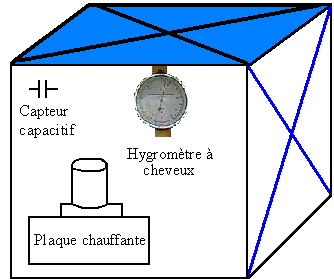 Capteur
capacitif
Hygromètre à
cheveux
Plaque chauffante